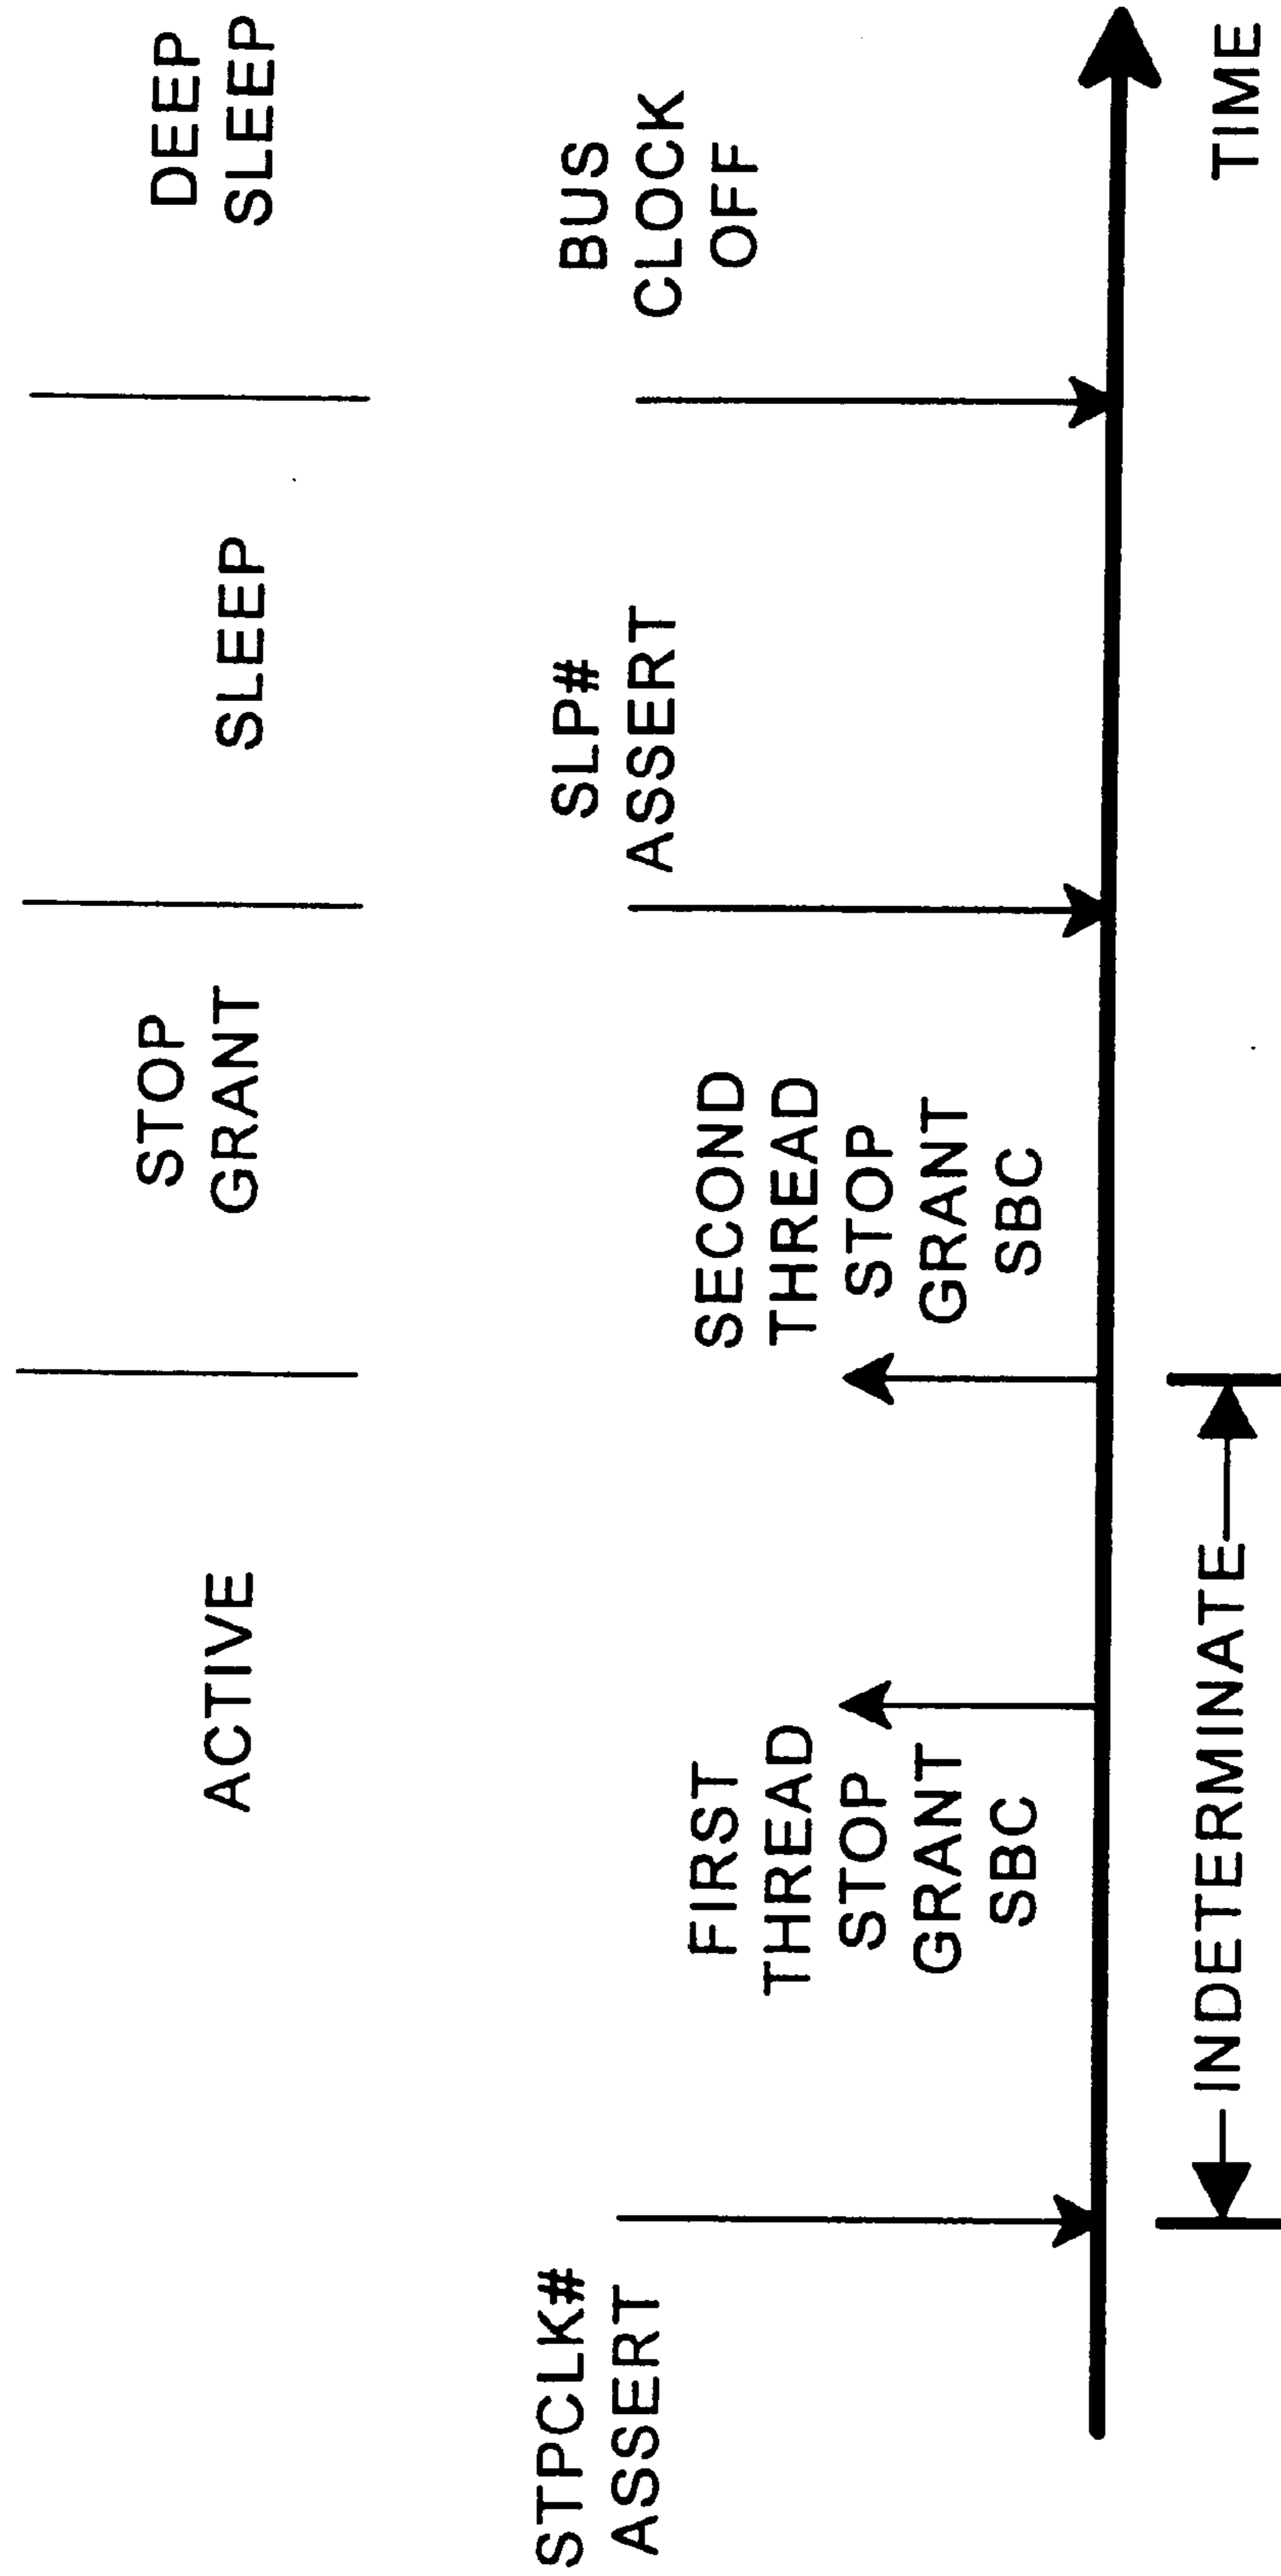 ACTIVE
STOP
GRANT
SLEEP
DEEP
SLEEP
STPCLK#
ASSERT
FIRST
THREAD
STOP
GRANT
SBC
SECOND
THREAD
STOP
GRANT
SBC
SLP#
ASSERT
BUS
CLOCK
OFF
INDETERMINATE
TIME